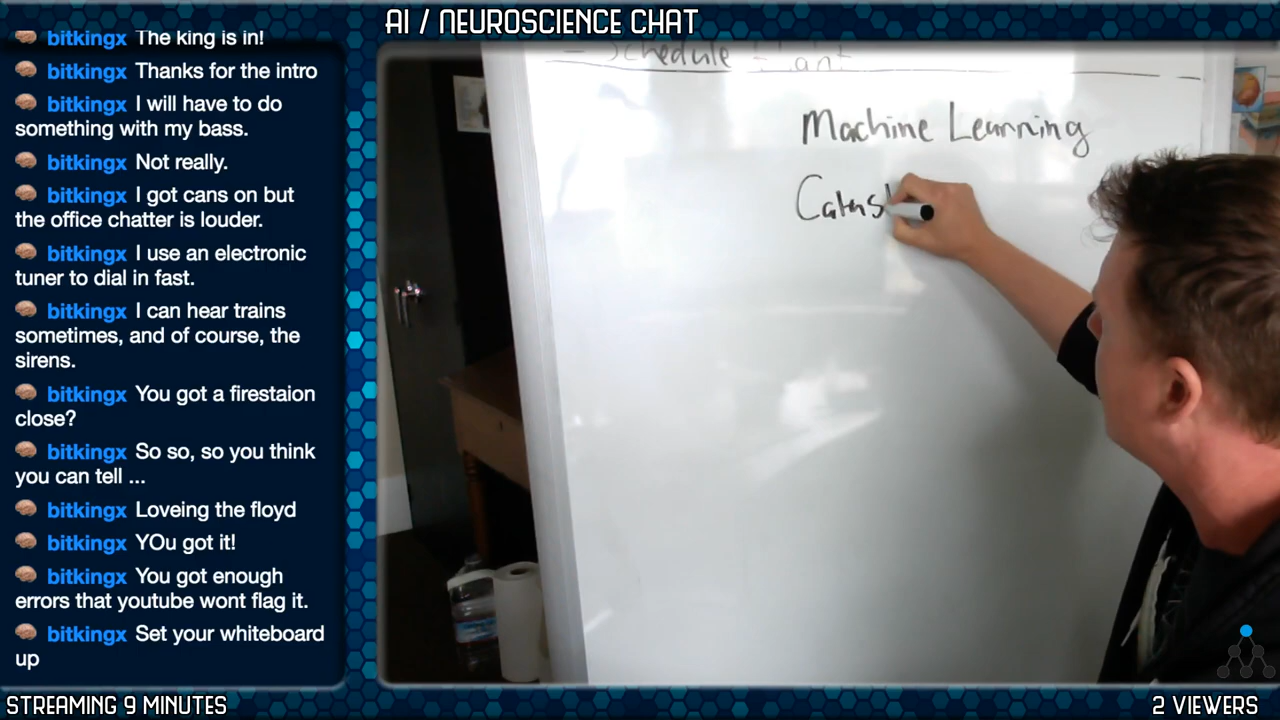 AI / NEUROSCIENCE CHAT
bitkingx The king is in!
bitkingx Thanks for the intro
bitkingx I will have to do
something with my bass.
bitkingx Not really.
bitkingx I got cans on but
the office chatter is louder.
bitkingx I use an electronic
tuner to dial in fast.
bitkingx I can hear trains
sometimes, and of course, the
sirens.
bitkingx You got a firestaion
close?
bitkingx So so, so you think
you can tell ...
bitkingx Loveing the floyd
bitkingx YOu got it!
bitkingx You got enough
errors that youtube wont flag it.
bitkingx Set your whiteboard
up
- Schedule
Machine Learning
STREAMING 9 MINUTES
2 VIEWERS